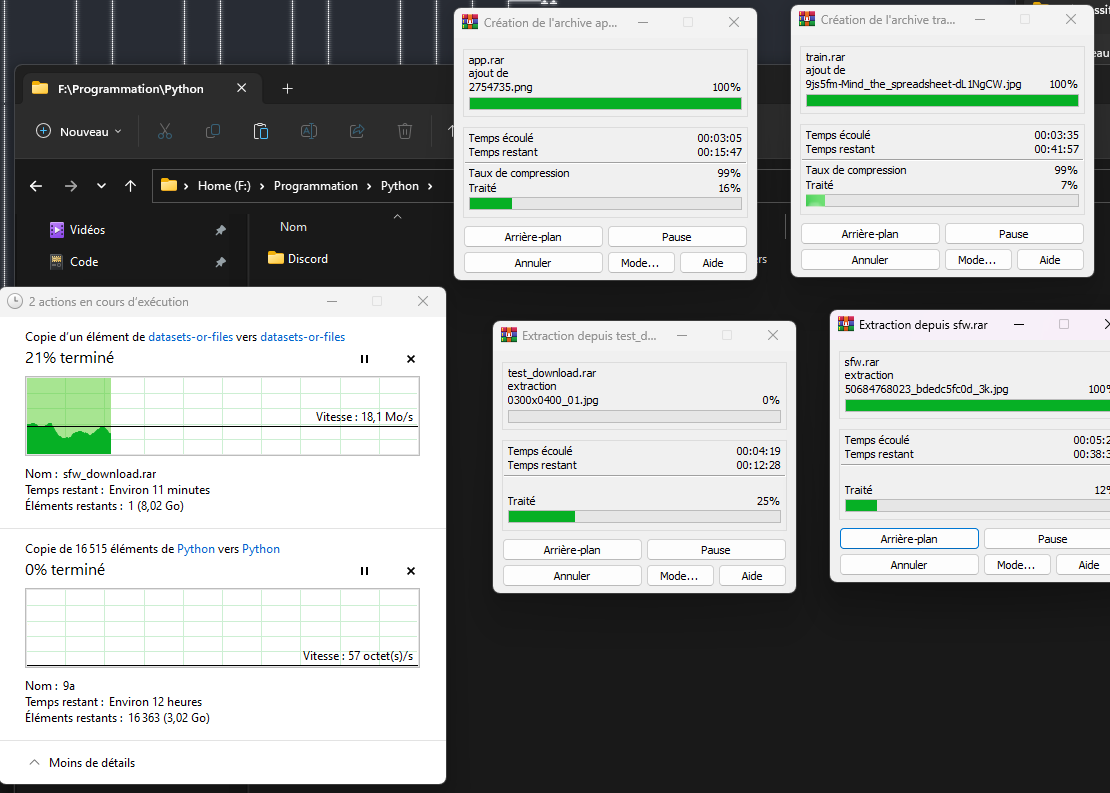 Création de l'archive ap...
app.rar
ajout de
2754735.png 100%
Temps écoulé 00:03:05
Temps restant 00:15:47
Taux de compression 99%
Traité 16%
Arrière-plan Pause
Annuler Mode... Aide
Création de l'archive tra...
train.rar
ajout de
9js5fm-Mind_the_spreadsheet-dL1NgCW.jpg 100%
Temps écoulé 00:03:35
Temps restant 00:41:57
Taux de compression 99%
Traité 7%
Arrière-plan Pause
Annuler Mode... Aide
F:\Programmation\Python
Nouveau
Home (F:) › Programmation › Python ›
Vidéos
Code
Nom
Discord
2 actions en cours d'exécution
Copie d'un élément de datasets-or-files vers datasets-or-files
21% terminé
Vitesse : 18,1 Mo/s
Nom : sfw_download.rar
Temps restant : Environ 11 minutes
Éléments restants : 1 (8,02 Go)
Copie de 16 515 éléments de Python vers Python
0% terminé
Vitesse : 57 octet(s)/s
Nom : 9a
Temps restant : Environ 12 heures
Éléments restants : 16 363 (3,02 Go)
Moins de détails
Extraction depuis test_d...
test_download.rar
extraction
0300x0400_01.jpg 0%
Temps écoulé 00:04:19
Temps restant 00:12:28
Traité 25%
Arrière-plan Pause
Annuler Mode... Aide
Extraction depuis sfw.rar
sfw.rar
extraction
50684768023_bdedc5fc0d_3k.jpg 100%
Temps écoulé 00:05:2
Temps restant 00:38:3
Traité 12%
Arrière-plan Pause
Annuler Mode... Aide